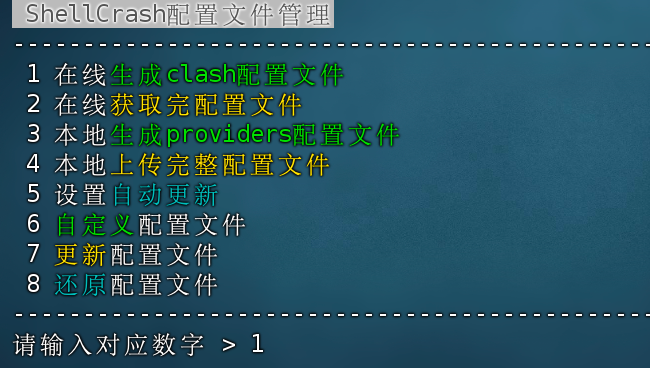 ShellCrash配置文件管理
-----------------------------------------------
1 在线生成clash配置文件
2 在线获取完配置文件
3 本地生成providers配置文件
4 本地上传完整配置文件
5 设置自动更新
6 自定义配置文件
7 更新配置文件
8 还原配置文件
-----------------------------------------------
请输入对应数字 > 1